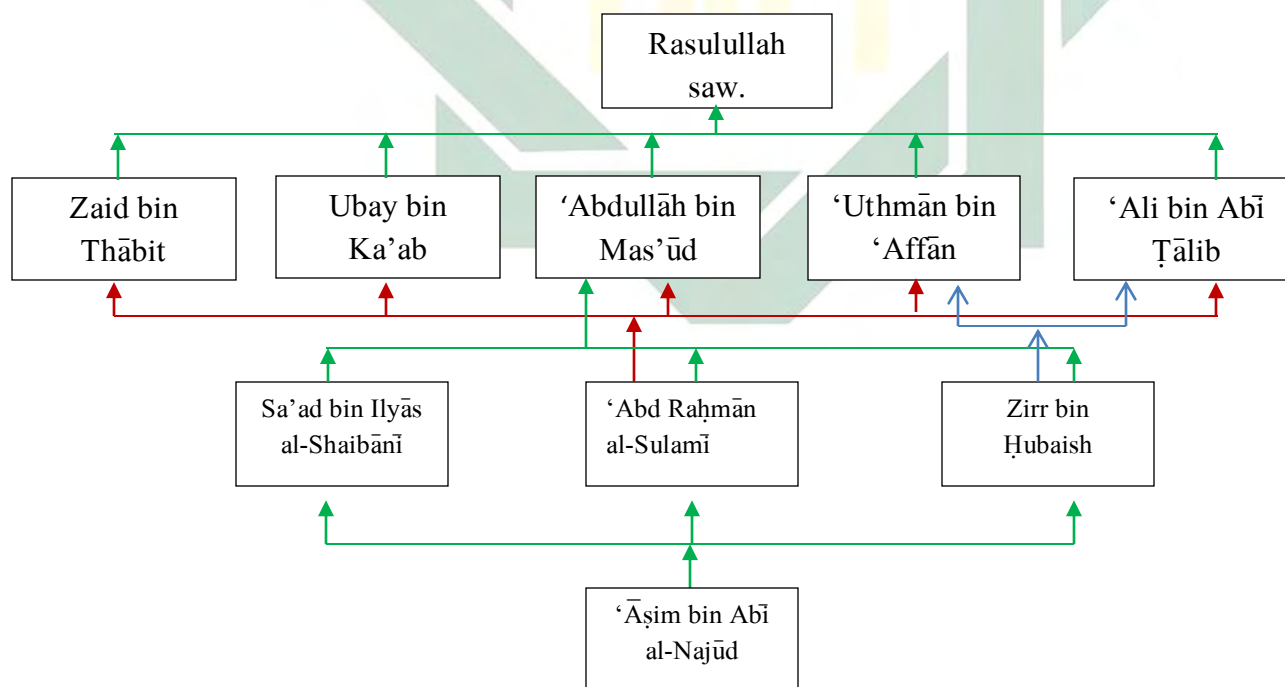 Rasulullah
saw.
Zaid bin
Thābit
Ubay bin
Ka’ab
‘Abdullāh bin
Mas’ūd
‘Uthmān bin
‘Affān
‘Ali bin Abī
Ṭālib
Sa’ad bin Ilyās
al-Shaibānī
‘Abd Raḥmān
al-Sulamī
Zirr bin
Ḥubaish
‘Āṣim bin Abī
al-Najūd